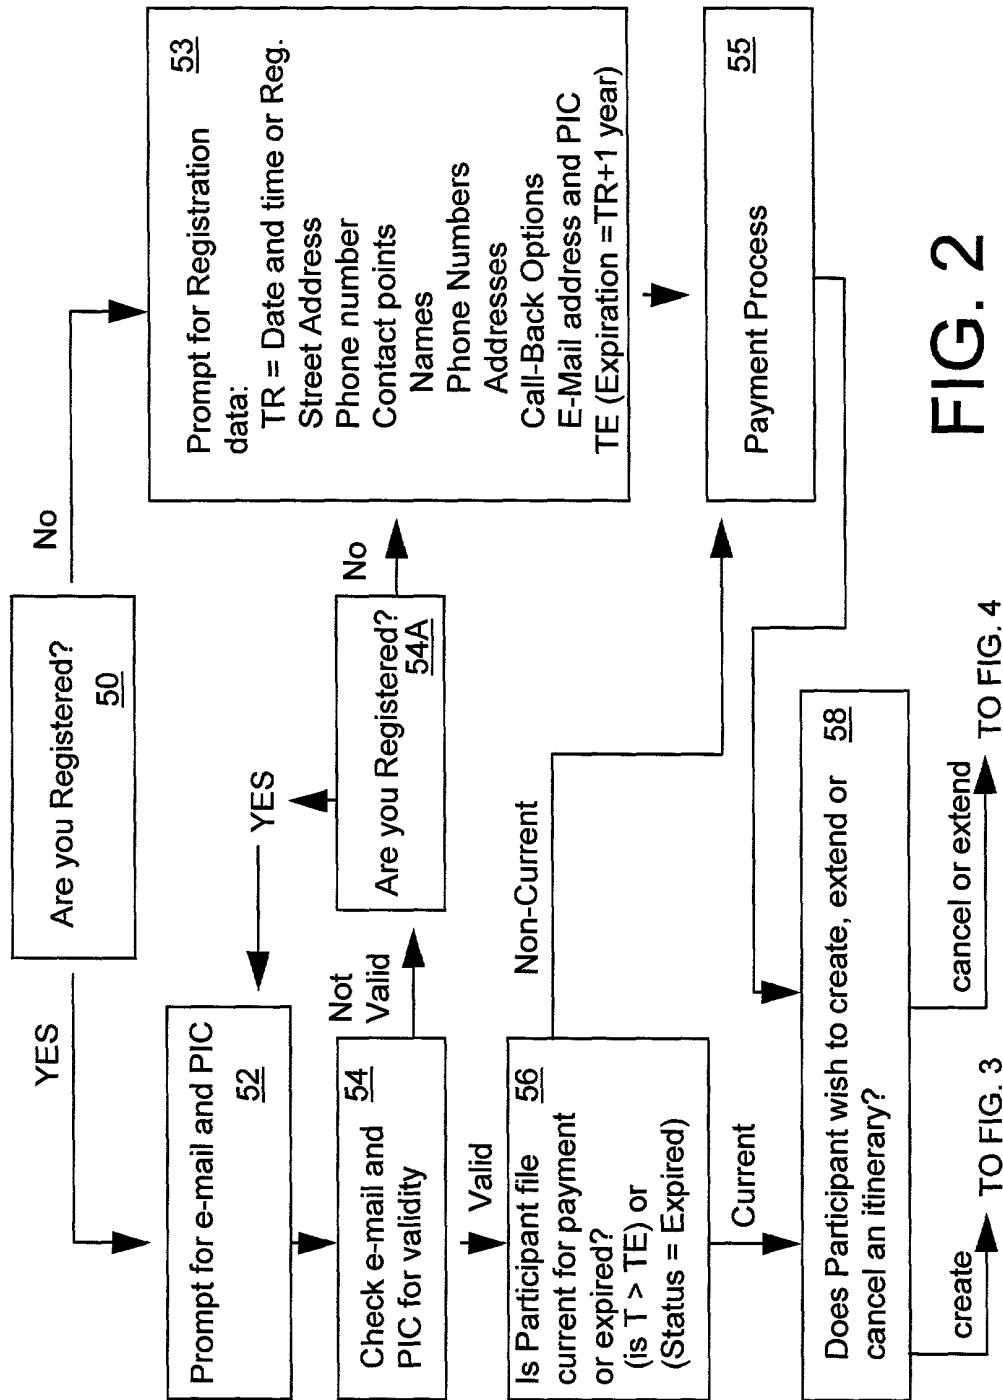 Are you Registered?
50
YES
No
Prompt for e-mail and PIC
52
YES
Prompt for Registration
53
data:
TR = Date and time or Reg.
Street Address
Phone number
Contact points
Names
Phone Numbers
Addresses
Call-Back Options
E-Mail address and PIC
TE (Expiration =TR+1 year)
Check e-mail and
54
PIC for validity
Not
Valid
Are you Registered?
54A
No
Valid
Is Participant file
56
current for payment
or expired?
(is T > TE) or
(Status = Expired)
Non-Current
Payment Process
55
Current
Does Participant wish to create, extend or
58
cancel an itinerary?
create
TO FIG. 3
cancel or extend
TO FIG. 4
FIG. 2